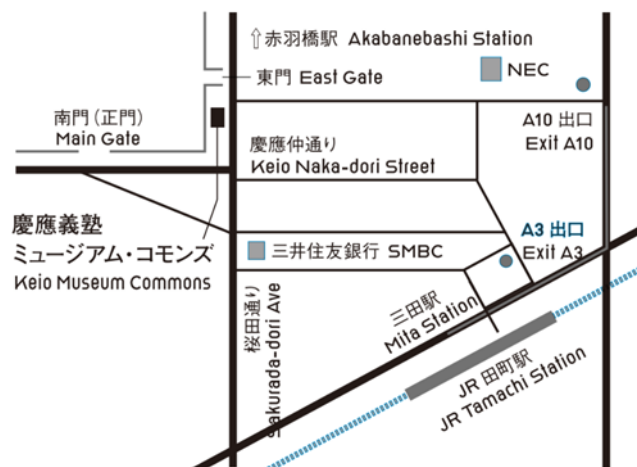 赤羽橋駅 Akabanebashi Station
東門 East Gate
NEC
南門（正門）
Main Gate
A10 出口
Exit A10
慶應仲通り
Keio Naka-dori Street
慶應義塾
ミュージアム・コモンズ
Keio Museum Commons
A3 出口
Exit A3
三井住友銀行 SMBC
桜田通り
Sakurada-dori Ave
三田駅
Mita Station
JR 田町駅
JR Tamachi Station